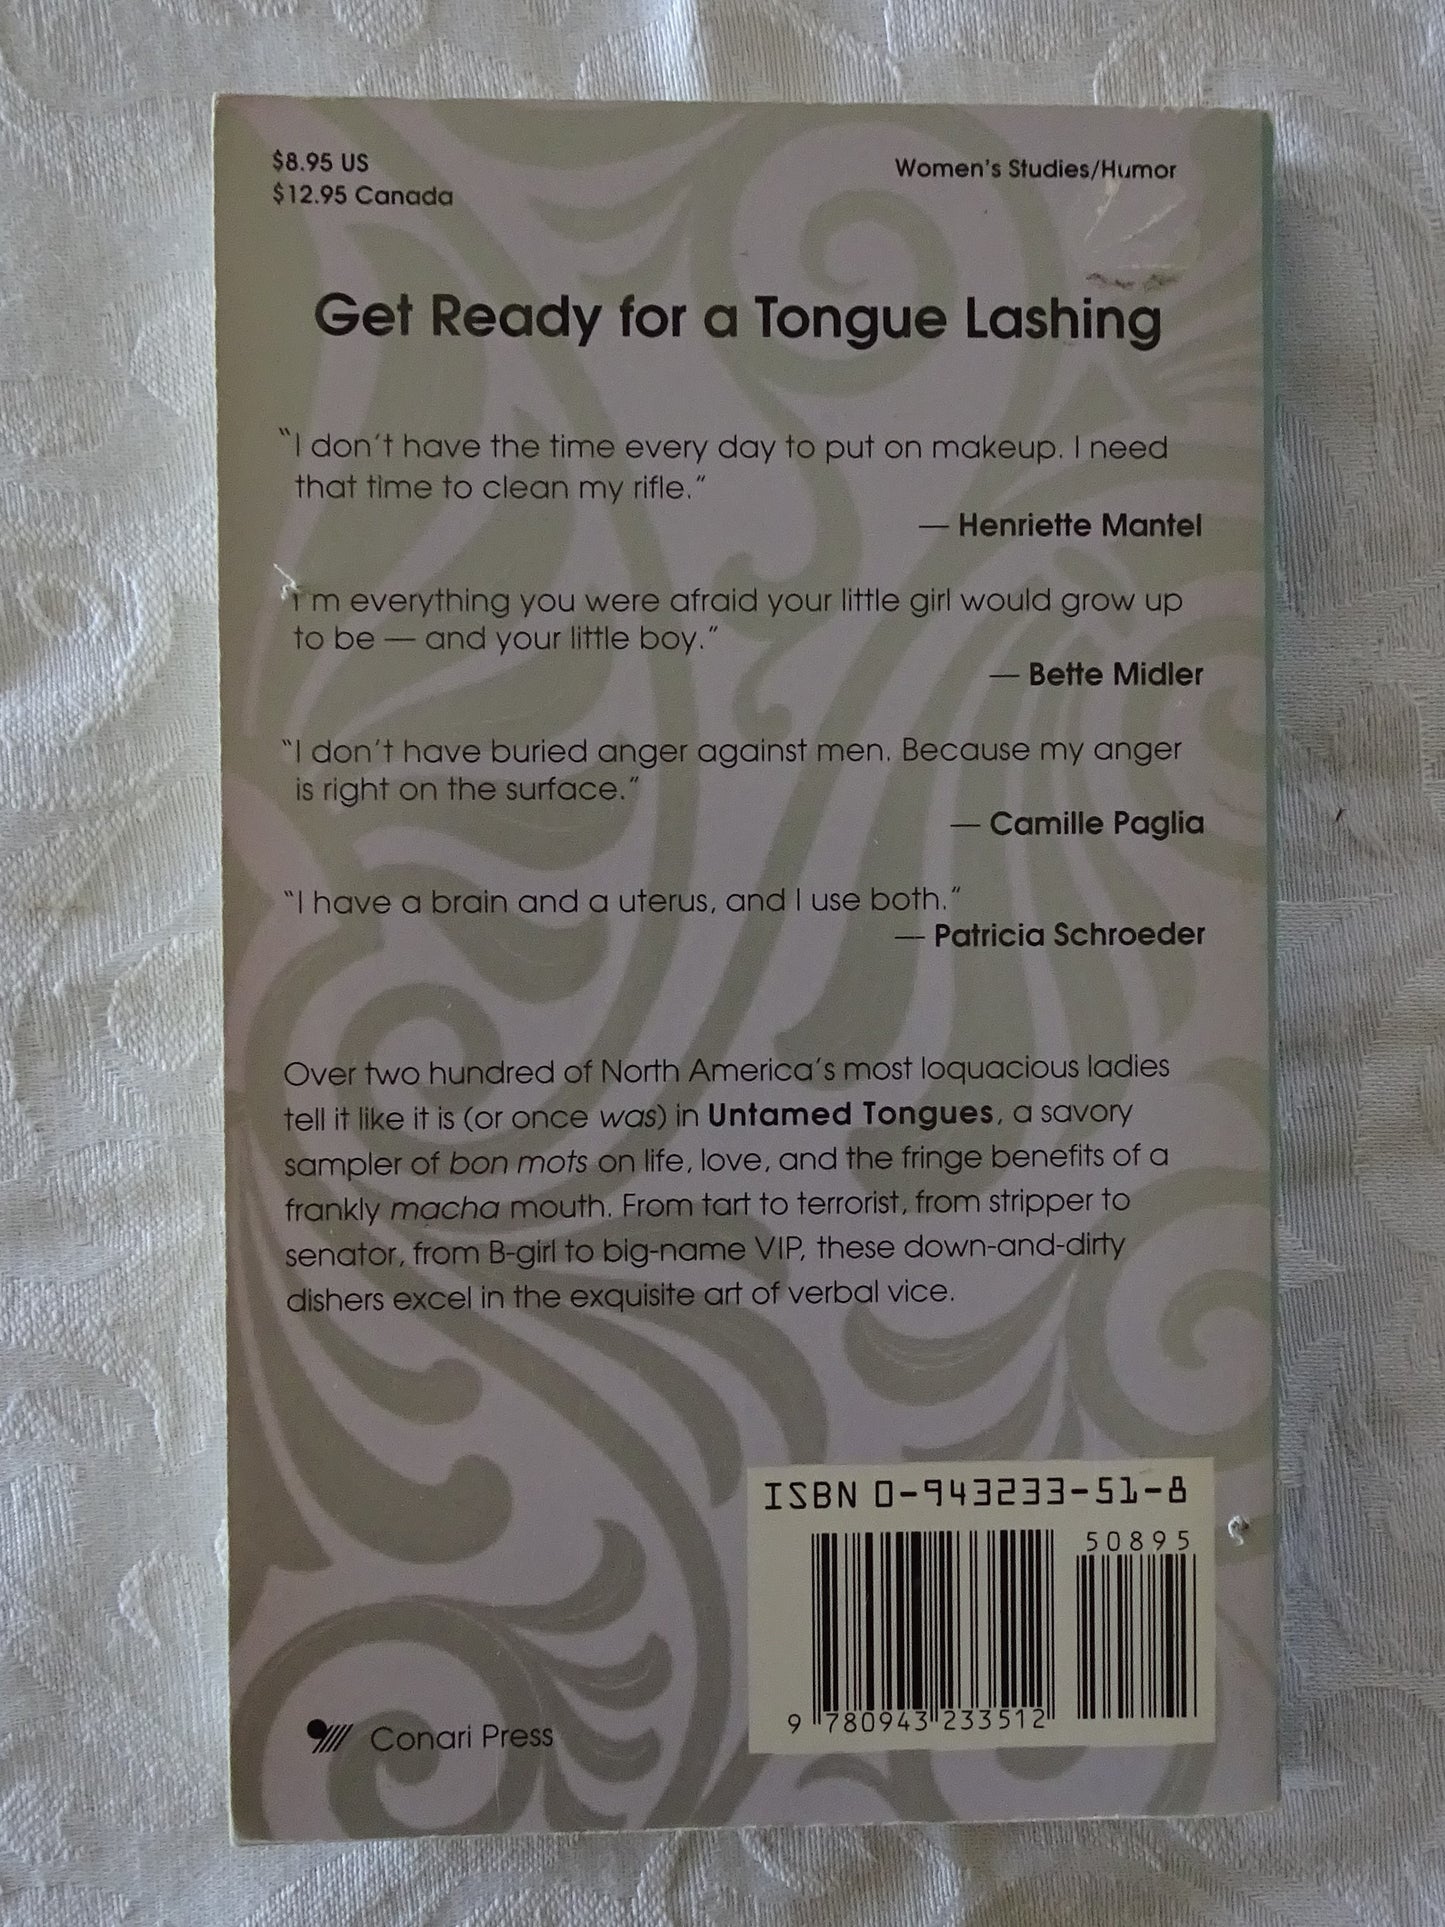 $8.95 US
$12.95 Canada
Women's Studies/Humor
Get Ready for a Tongue Lashing
"I don't have the time every day to put on makeup. I need
that time to clean my rifle."
— Henriette Mantel
I'm everything you were afraid your little girl would grow up
to be — and your little boy."
— Bette Midler
"I don't have buried anger against men. Because my anger
is right on the surface."
— Camille Paglia
"I have a brain and a uterus, and I use both."
— Patricia Schroeder
Over two hundred of North America's most loquacious ladies
tell it like it is (or once was) in Untamed Tongues, a savory
sampler of bon mots on life, love, and the fringe benefits of a
frankly macha mouth. From tart to terrorist, from stripper to
senator, from B-girl to big-name VIP, these down-and-dirty
dishers excel in the exquisite art of verbal vice.
ISBN 0-943233-51-8
50895
9 780943 233512
Conari Press